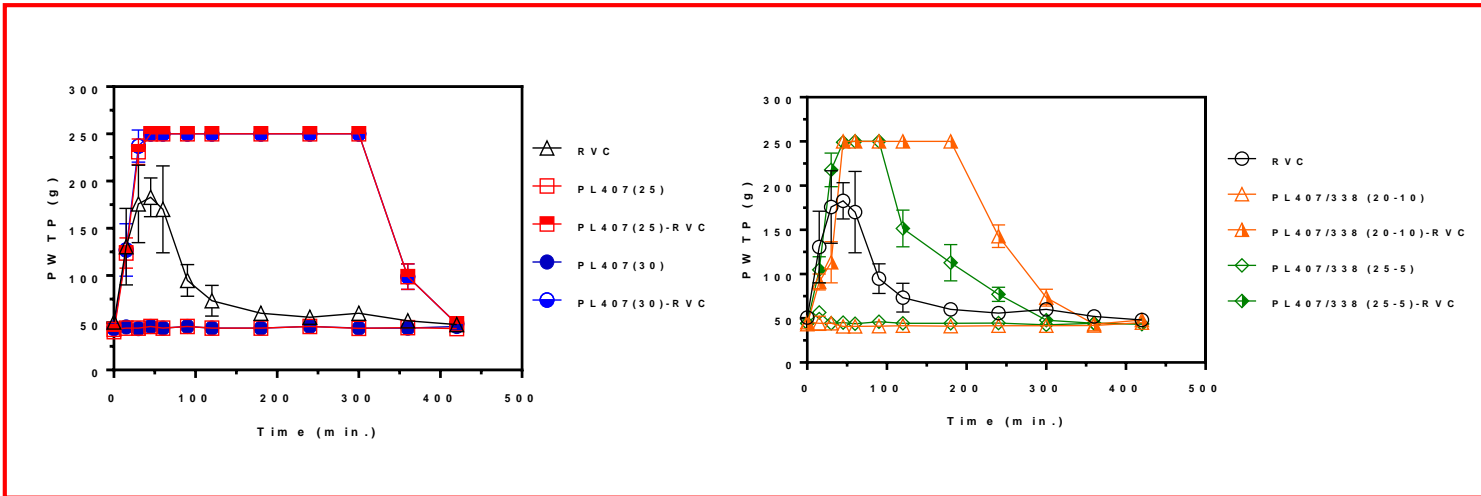 300
250
200
150
100
50
0
PWTP (g)
0 100 200 300 400 500
Time (min.)
RVC
PL407(25)
PL407(25)-RVC
PL407(30)
PL407(30)-RVC
300
250
200
150
100
50
0
PWTP (g)
0 100 200 300 400 500
Time (min.)
RVC
PL407/338 (20-10)
PL407/338 (20-10)-RVC
PL407/338 (25-5)
PL407/338 (25-5)-RVC